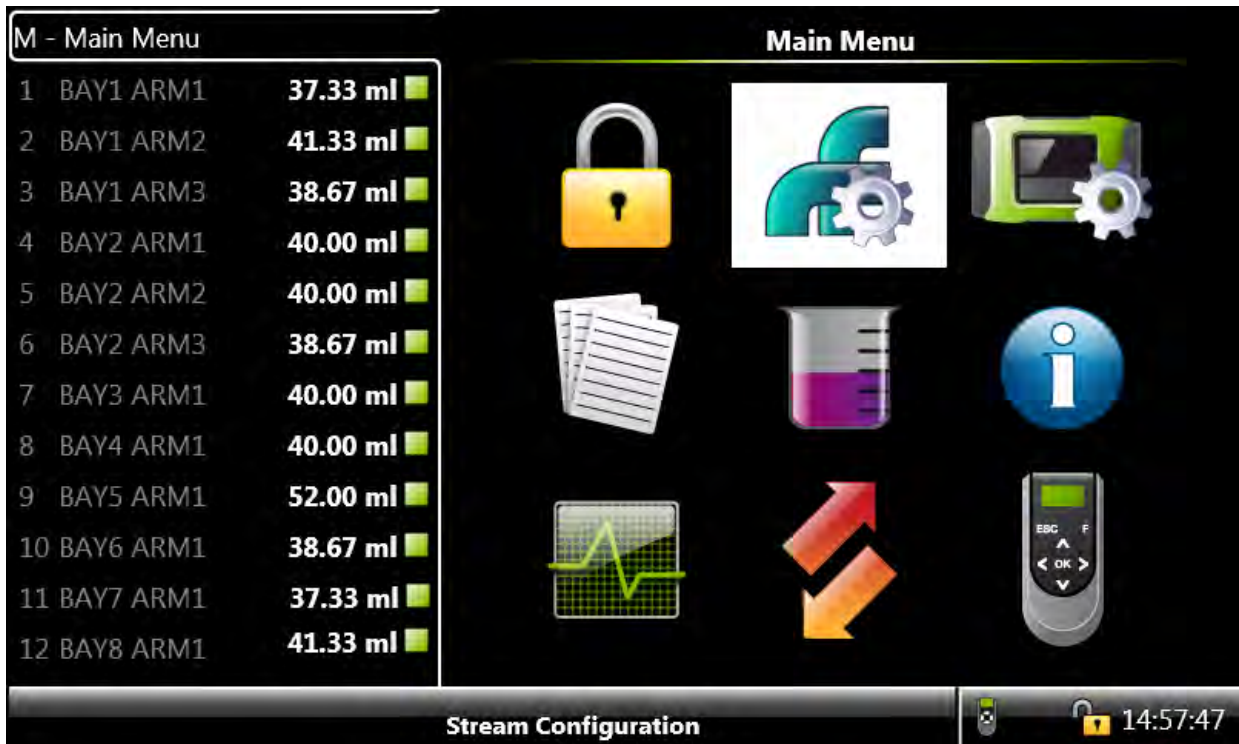 M - Main Menu
1 BAY1 ARM1 37.33 ml
2 BAY1 ARM2 41.33 ml
3 BAY1 ARM3 38.67 ml
4 BAY2 ARM1 40.00 ml
5 BAY2 ARM2 40.00 ml
6 BAY2 ARM3 38.67 ml
7 BAY3 ARM1 40.00 ml
8 BAY4 ARM1 40.00 ml
9 BAY5 ARM1 52.00 ml
10 BAY6 ARM1 38.67 ml
11 BAY7 ARM1 37.33 ml
12 BAY8 ARM1 41.33 ml
Main Menu
ESC F
< OK >
Stream Configuration
14:57:47